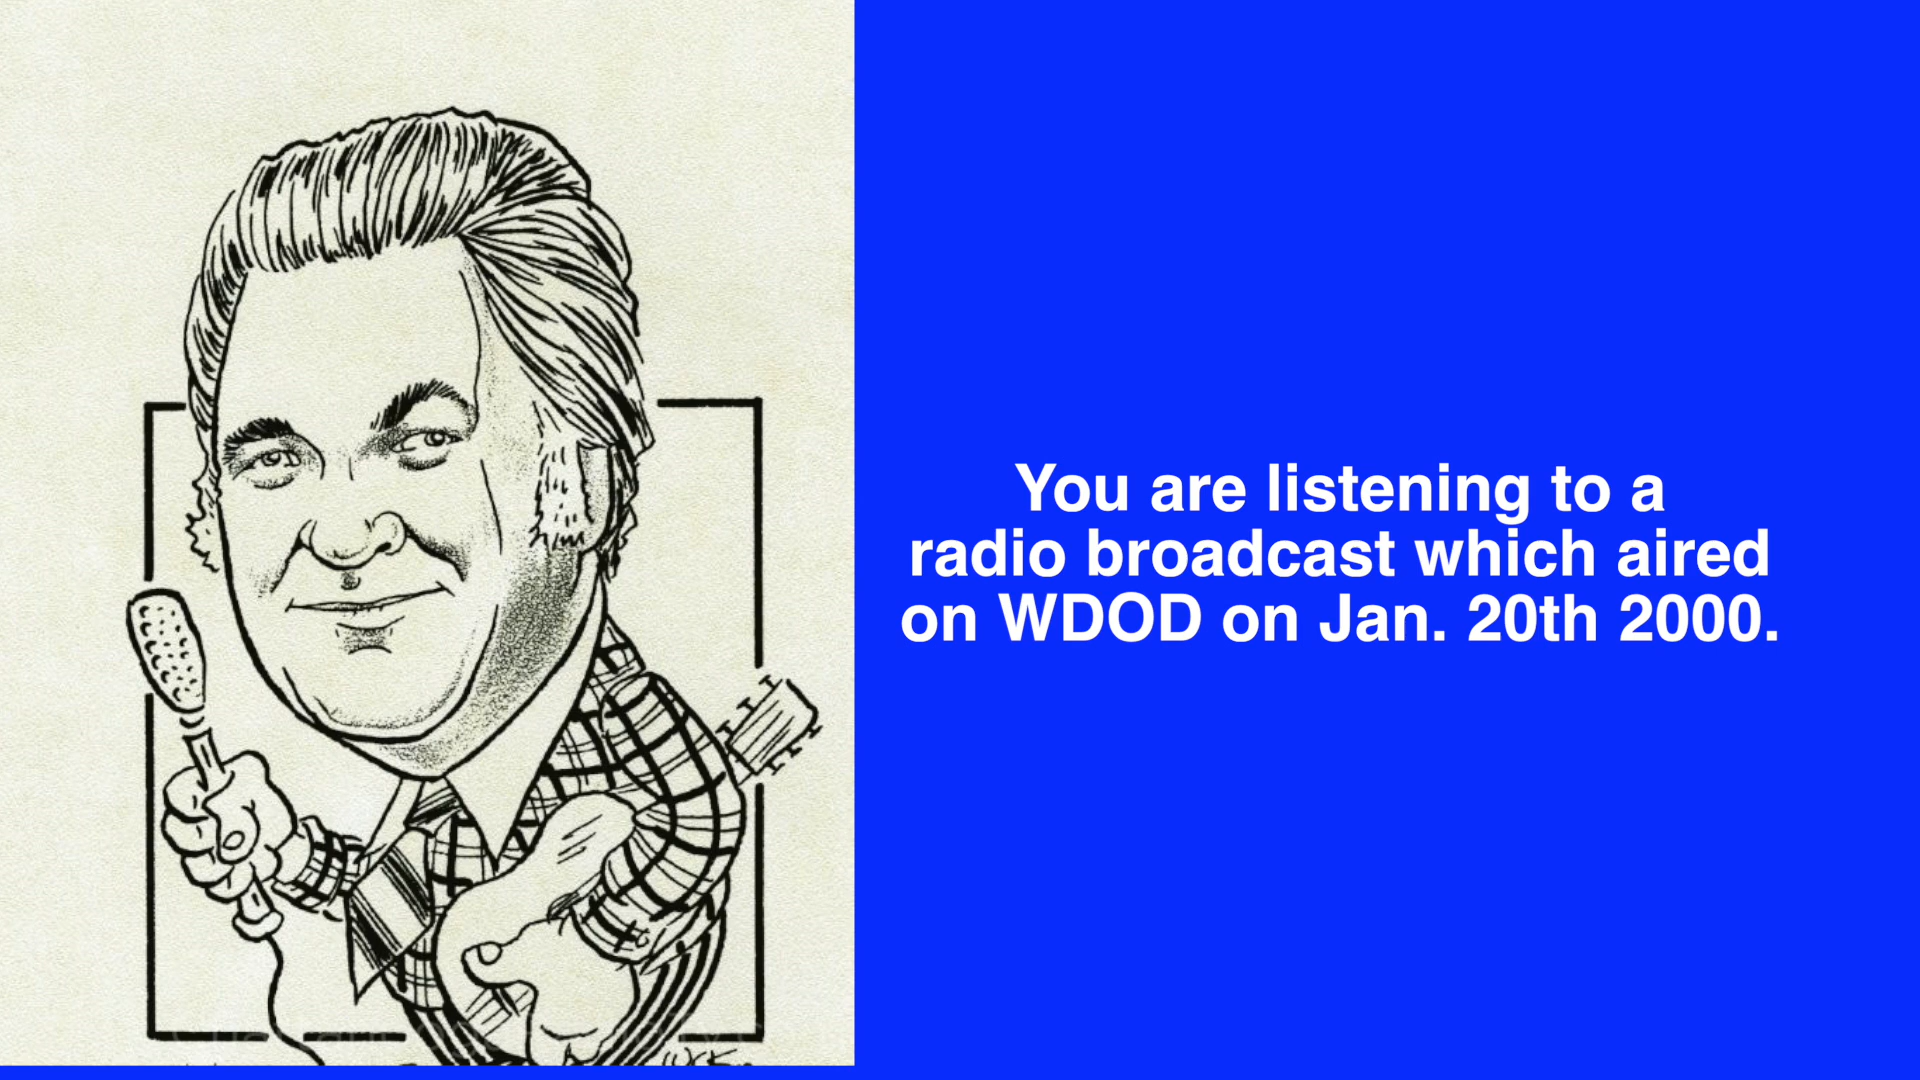 You are listening to a
radio broadcast which aired
on WDOD on Jan. 20th 2000.